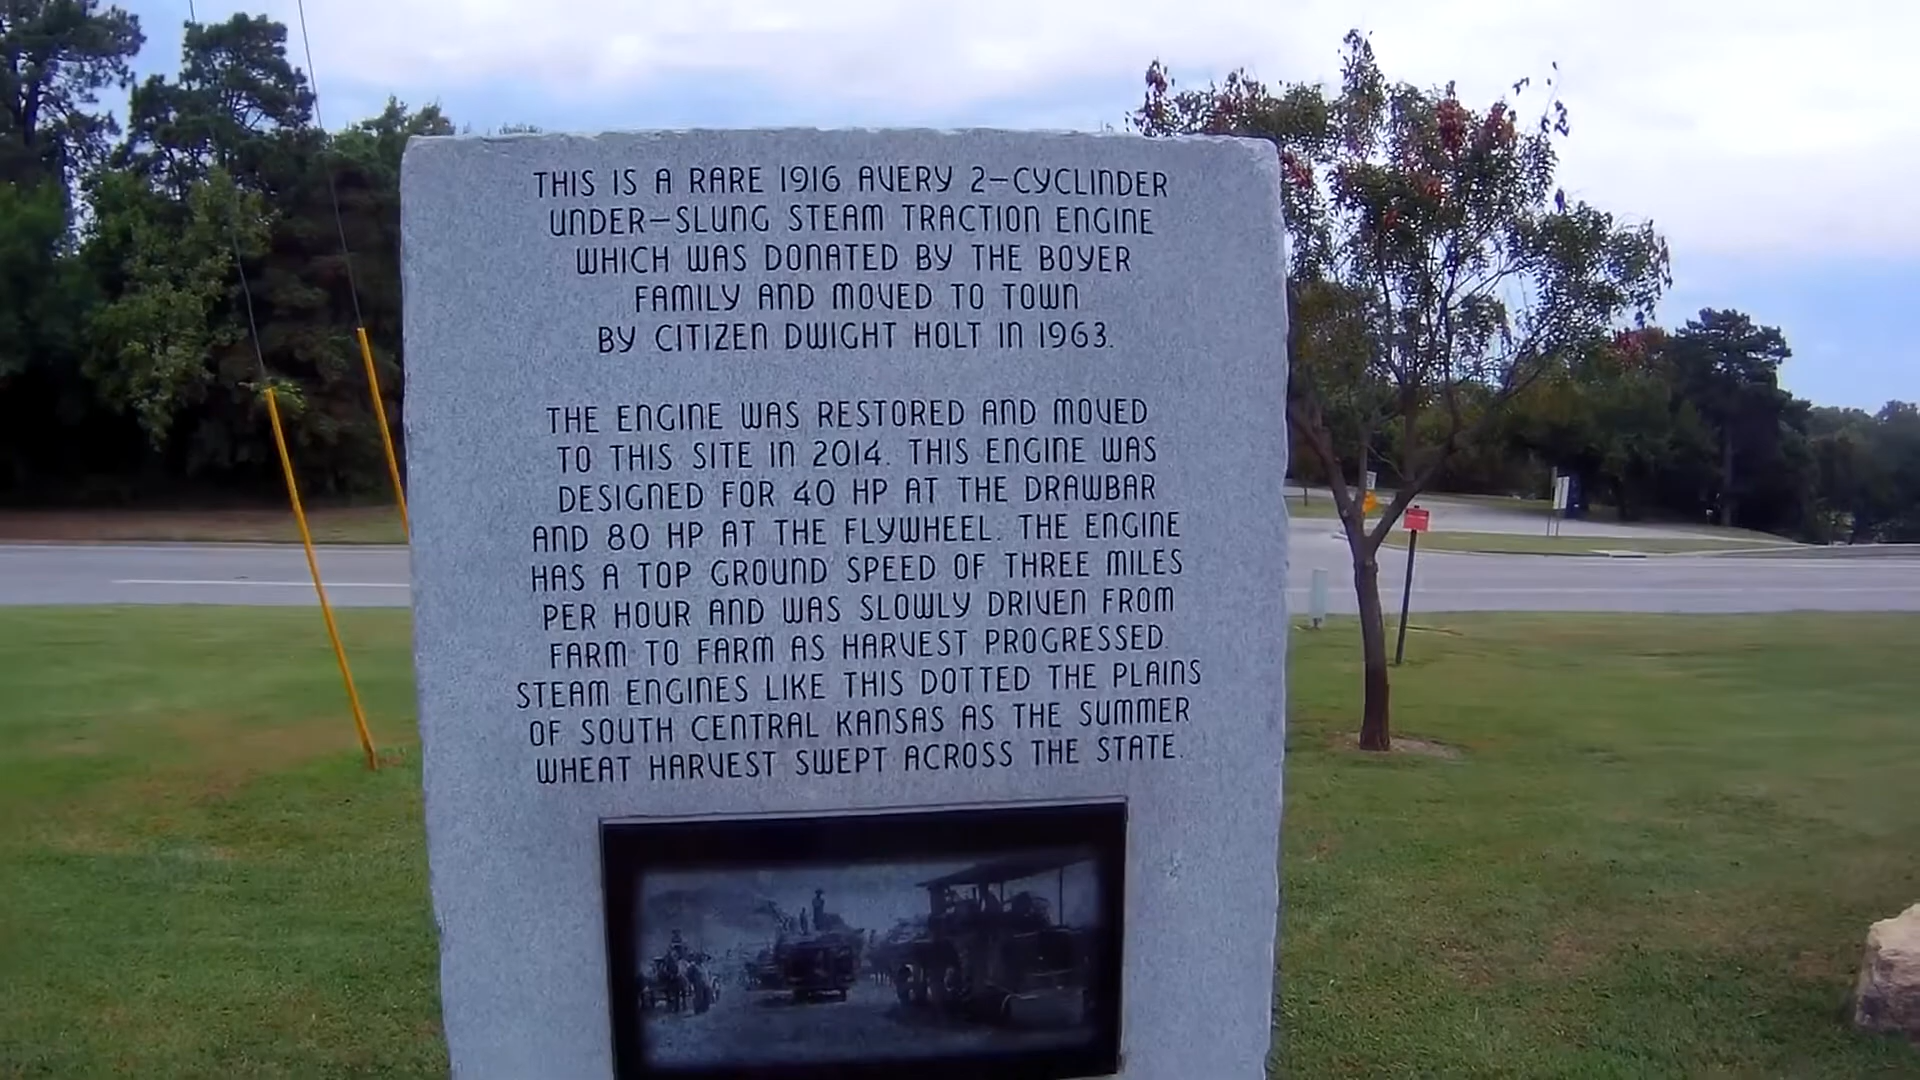 THIS IS A RARE 1916 AVERY 2-CYCLINDER
UNDER-SLUNG STEAM TRACTION ENGINE
WHICH WAS DONATED BY THE BOYER
FAMILY AND MOVED TO TOWN
BY CITIZEN DWIGHT HOLT IN 1963.
THE ENGINE WAS RESTORED AND MOVED
TO THIS SITE IN 2014. THIS ENGINE WAS
DESIGNED FOR 40 HP AT THE DRAWBAR
AND 80 HP AT THE FLYWHEEL. THE ENGINE
HAS A TOP GROUND SPEED OF THREE MILES
PER HOUR AND WAS SLOWLY DRIVEN FROM
FARM TO FARM AS HARVEST PROGRESSED.
STEAM ENGINES LIKE THIS DOTTED THE PLAINS
OF SOUTH CENTRAL KANSAS AS THE SUMMER
WHEAT HARVEST SWEPT ACROSS THE STATE.